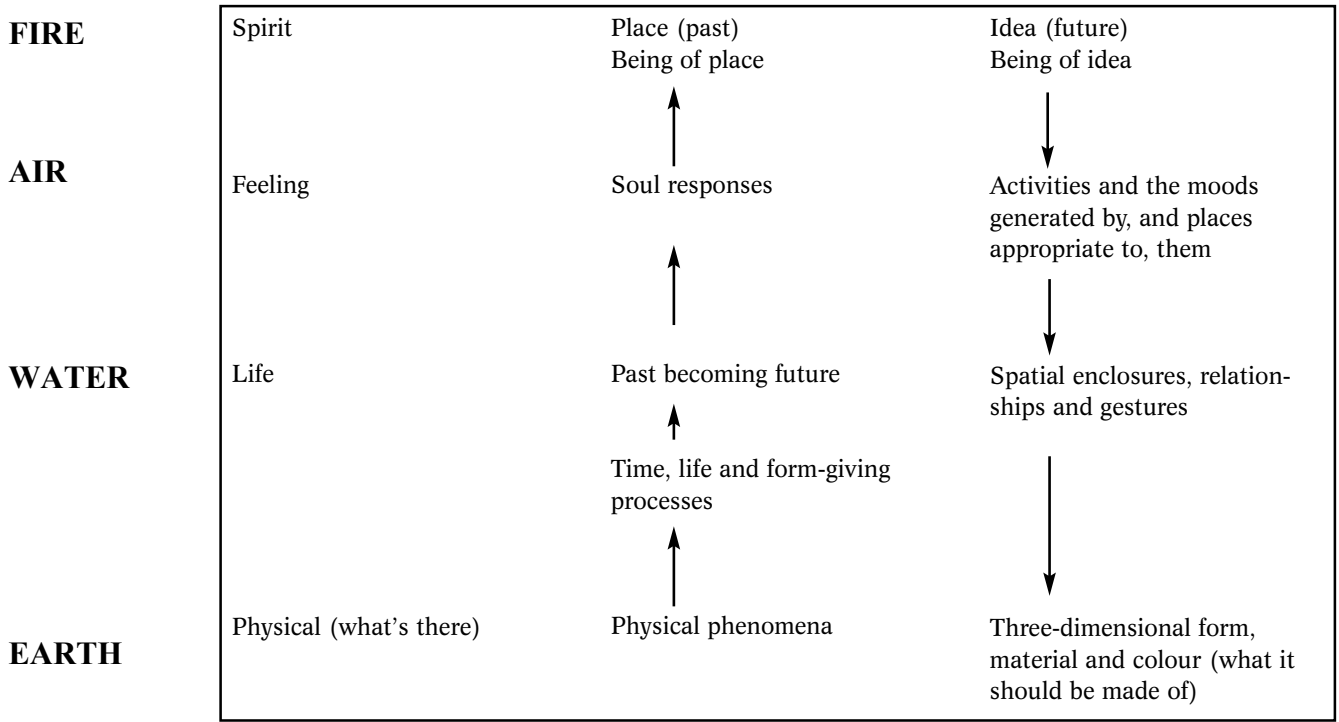 FIRE
Spirit
Place (past)
Being of place
Idea (future)
Being of idea
AIR
Feeling
Soul responses
Activities and the moods
generated by, and places
appropriate to, them
WATER
Life
Past becoming future
Spatial enclosures, relation-
ships and gestures
Time, life and form-giving
processes
EARTH
Physical (what's there)
Physical phenomena
Three-dimensional form,
material and colour (what it
should be made of)